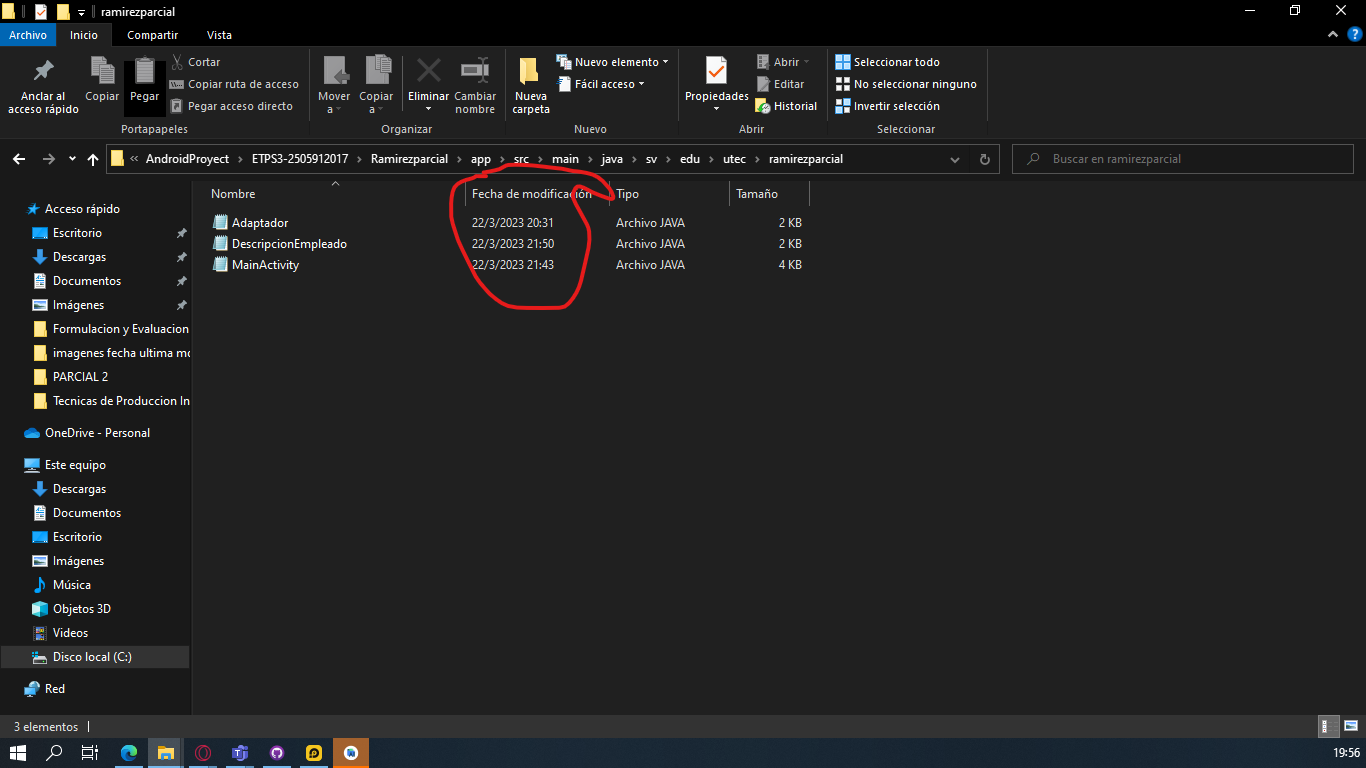 ramirezparcial
Archivo Inicio Compartir Vista
Anclar al acceso rápido
Copiar
Pegar
Cortar
Copiar ruta de acceso
Pegar acceso directo
Portapapeles
Mover a
Copiar a
Eliminar
Cambiar nombre
Organizar
Nueva carpeta
Nuevo elemento
Fácil acceso
Nuevo
Propiedades
Abrir
Editar
Historial
Abrir
Seleccionar todo
No seleccionar ninguno
Invertir selección
Seleccionar
« AndroidProyect > ETPS3-2505912017 > Ramirezparcial > app > src > main > java > sv > edu > utec > ramirezparcial
Buscar en ramirezparcial
Acceso rápido
Escritorio
Descargas
Documentos
Imágenes
Formulacion y Evaluacion
imagenes fecha ultima mo
PARCIAL 2
Tecnicas de Produccion In
OneDrive - Personal
Este equipo
Descargas
Documentos
Escritorio
Imágenes
Música
Objetos 3D
Videos
Disco local (C:)
Red
Nombre Fecha de modificación Tipo Tamaño
Adaptador 22/3/2023 20:31 Archivo JAVA 2 KB
DescripcionEmpleado 22/3/2023 21:50 Archivo JAVA 2 KB
MainActivity 22/3/2023 21:43 Archivo JAVA 4 KB
3 elementos
19:56